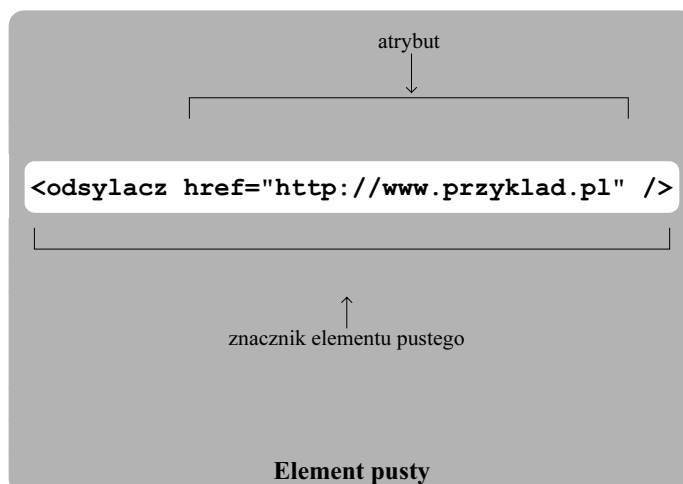 atrybut
<odsylacz href="http://www.przyklad.pl" />
znacznik elementu pustego
Element pusty